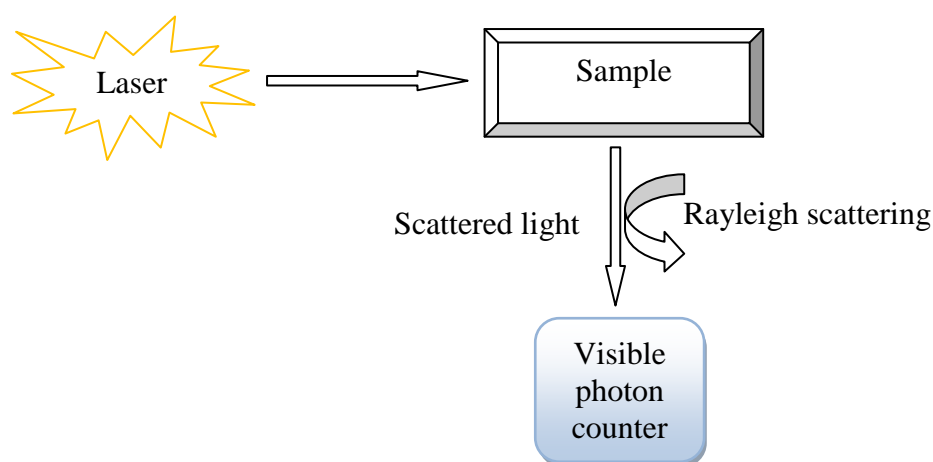 Laser
Sample
Scattered light
Rayleigh scattering
Visible
photon
counter